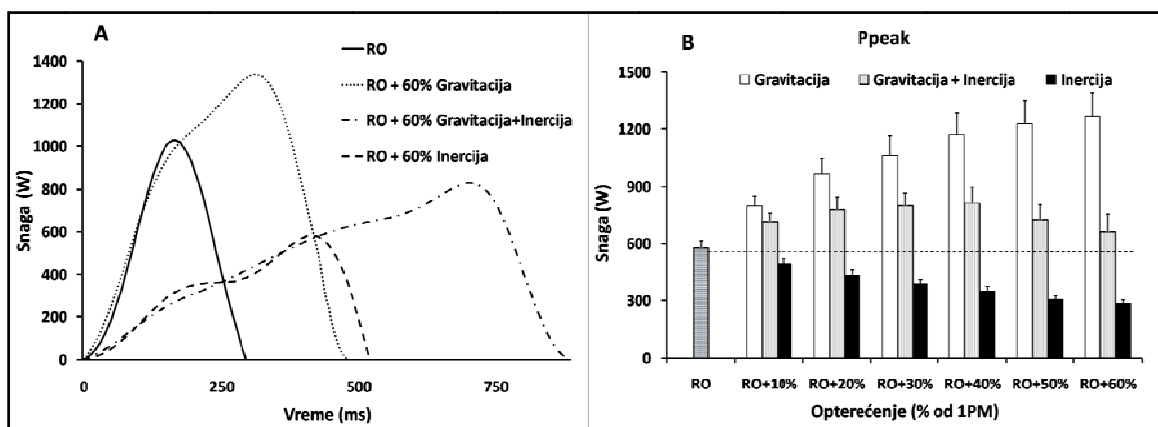 A
RO
RO + 60% Gravitacija
RO + 60% Gravitacija+Inercija
RO + 60% Inercija
Snaga (W)
1400
1200
1000
800
600
400
200
0
0 250 500 750
Vreme (ms)
B
Ppeak
Gravitacija Gravitacija + Inercija Inercija
Snaga (W)
1500
1200
900
600
300
0
RO RO+10% RO+20% RO+30% RO+40% RO+50% RO+60%
Opterećenje (% od 1PM)